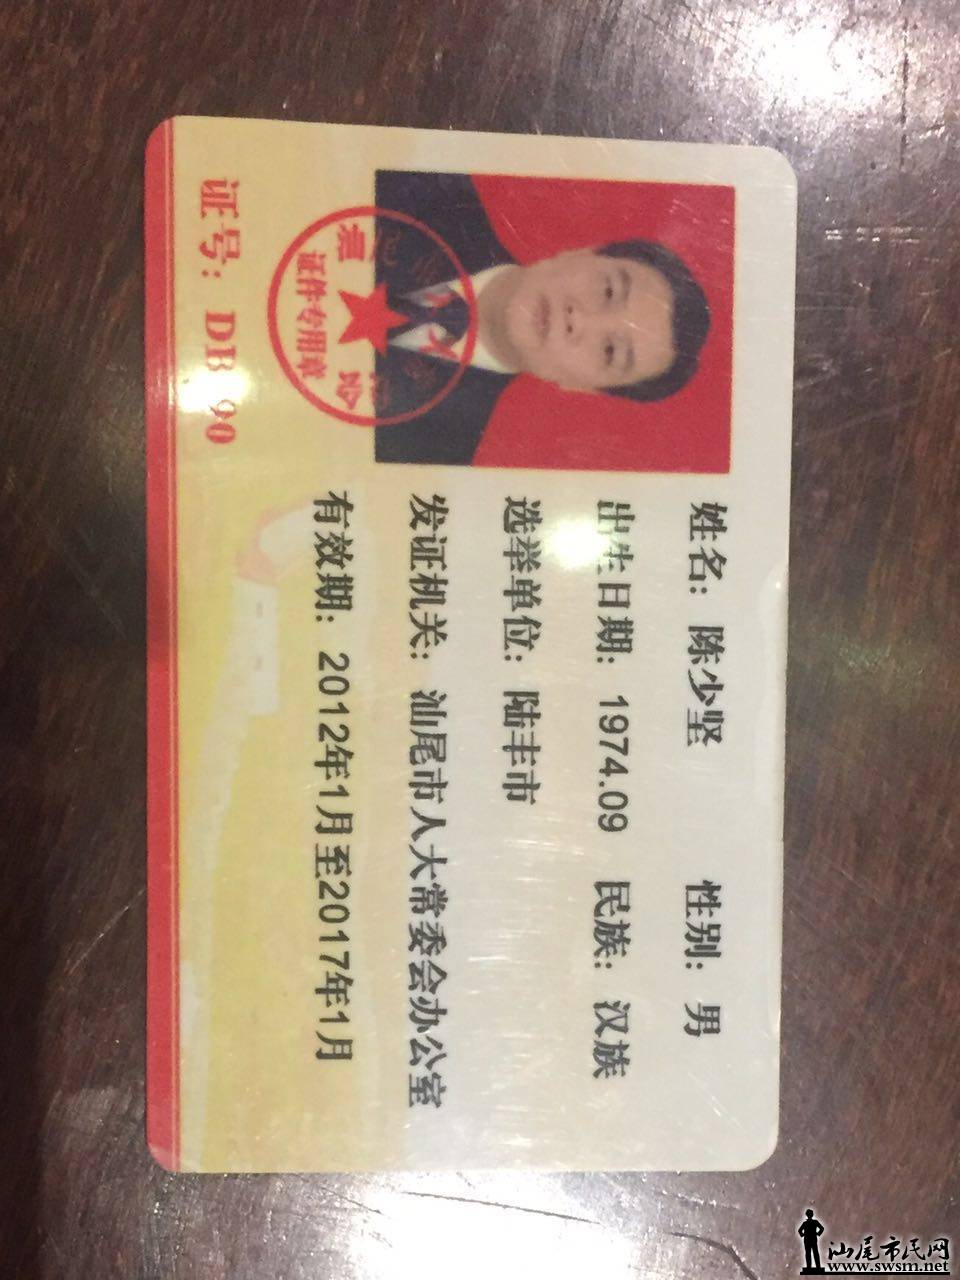 姓名：陈少坚 性别：男
出生日期：1974.09 民族：汉族
选举单位：陆丰市
发证机关：汕尾市人大常委会办公室
有效期：2012年1月至2017年1月
证件专用章
证号：
汕尾市民网
www.swsm.net